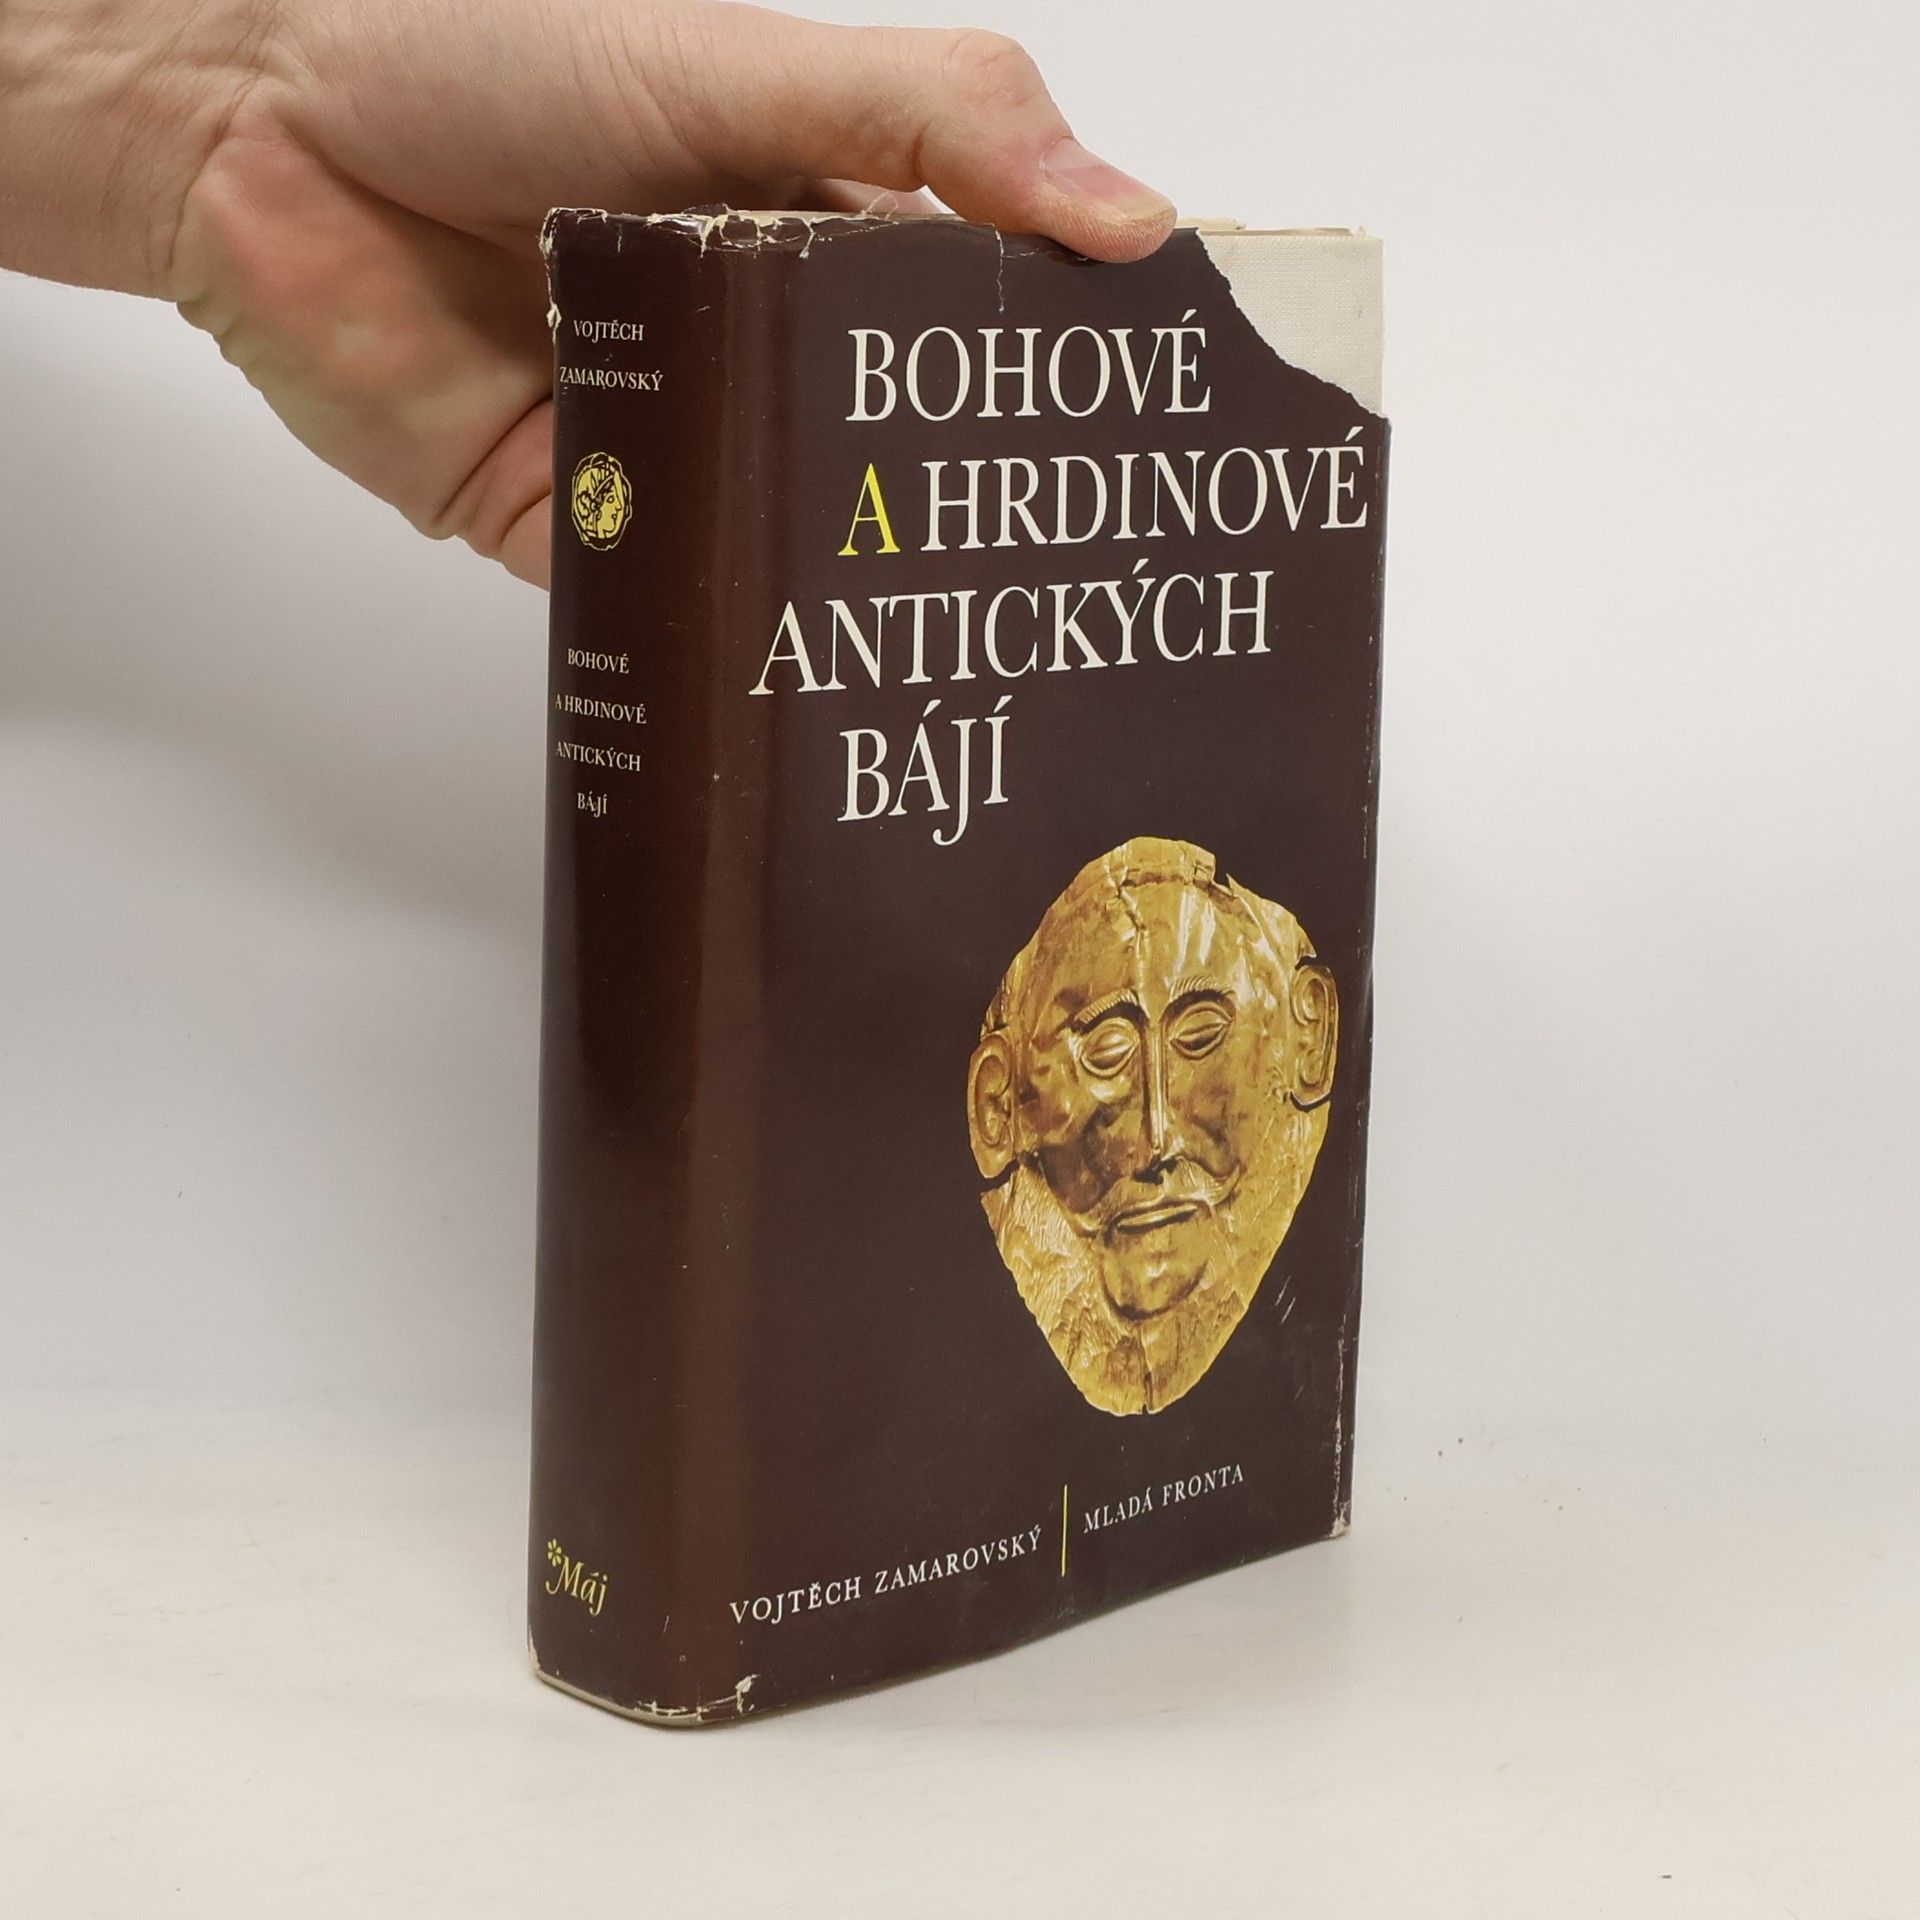 VOJTĚCH
ZAMAROVSKÝ
BOHOVÉ
A HRDINOVÉ
ANTICKÝCH
BÁJÍ
*Máj
BOHOVÉ
A HRDINOVÉ
ANTICKÝCH
BÁJÍ
VOJTĚCH ZAMAROVSKÝ | MLADÁ FRONTA